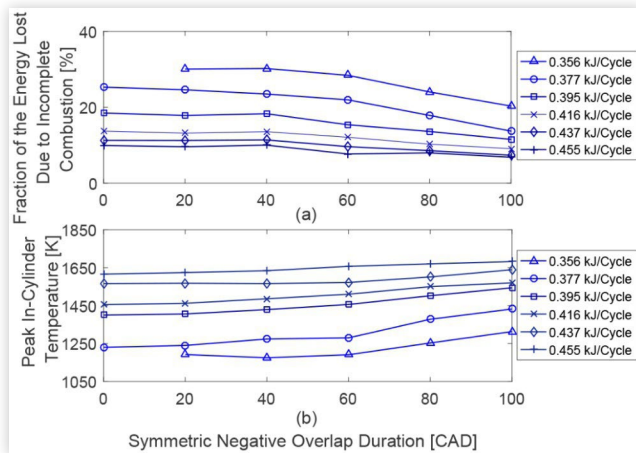 Fraction of the Energy Lost
Due to Incomplete
Combustion [%]
40
20
0
0 20 40 60 80 100
(a)
0.356 kJ/Cycle
0.377 kJ/Cycle
0.395 kJ/Cycle
0.416 kJ/Cycle
0.437 kJ/Cycle
0.455 kJ/Cycle
Peak In-Cylinder
Temperature [K]
1850
1650
1450
1250
1050
0 20 40 60 80 100
(b)
0.356 kJ/Cycle
0.377 kJ/Cycle
0.395 kJ/Cycle
0.416 kJ/Cycle
0.437 kJ/Cycle
0.455 kJ/Cycle
Symmetric Negative Overlap Duration [CAD]